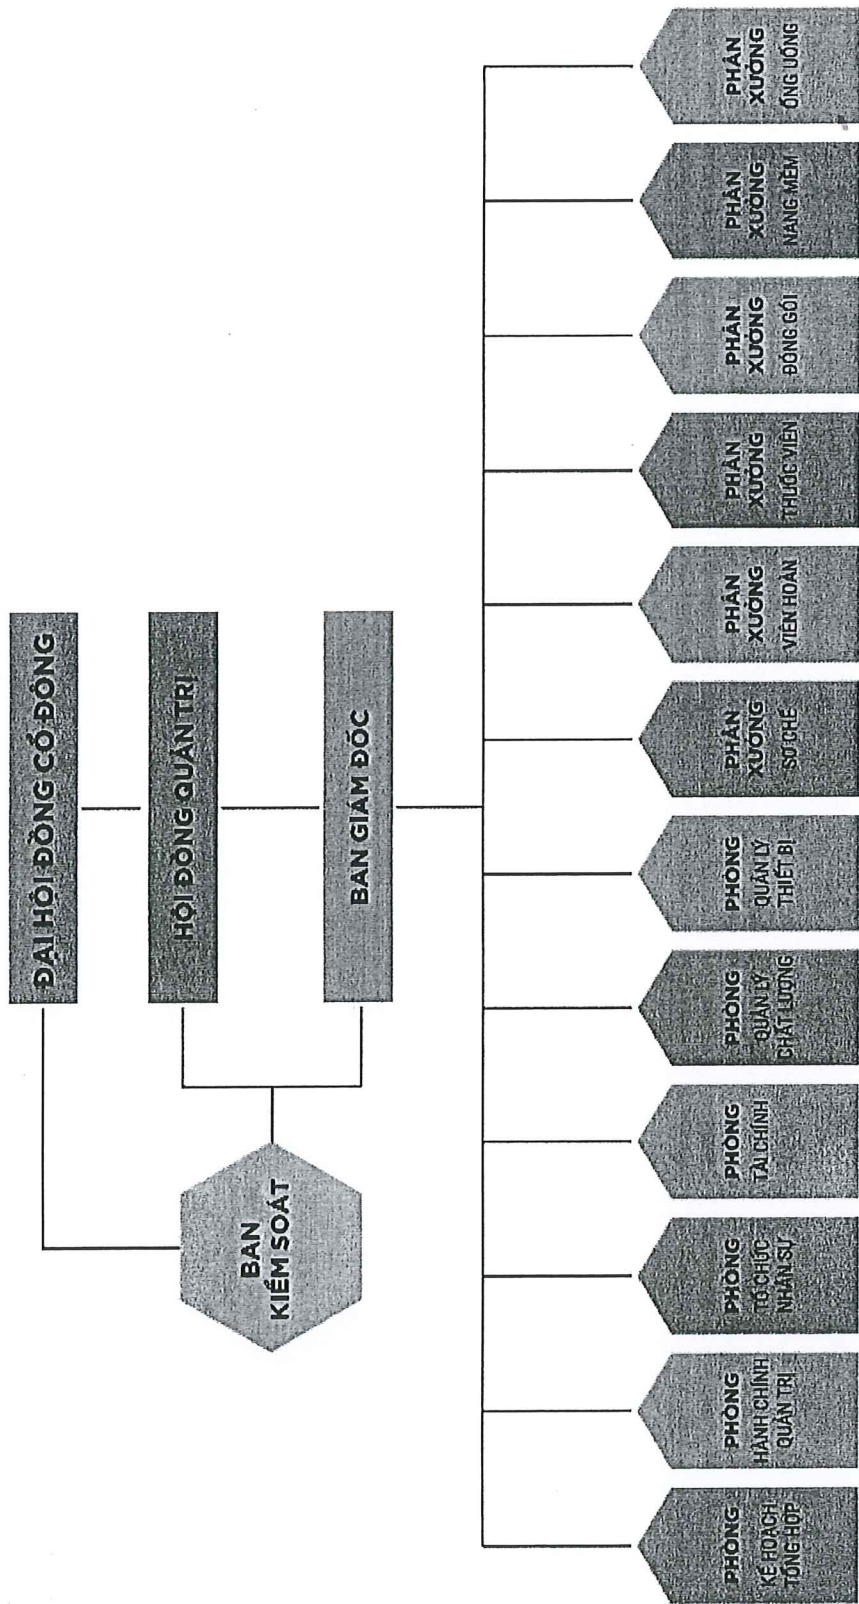 ĐẠI HỘI ĐỒNG CỔ ĐÔNG
HỘI ĐỒNG QUẢN TRỊ
BAN GIÁM ĐỐC
BAN
KIỂM SOÁT
PHÒNG
KẾ HOẠCH
TỔNG HỢP
PHÒNG
HÀNH CHÍNH
QUẢN TRỊ
PHÒNG
TỔ CHỨC
NHÂN SỰ
PHÒNG
TÀI CHÍNH
PHÒNG
QUẢN LÝ
CHẤT LƯỢNG
PHÒNG
QUẢN LÝ
THIẾT BỊ
PHÂN
XƯỞNG
SƠ CHẾ
PHÂN
XƯỞNG
VIÊN HOÀN
PHÂN
XƯỞNG
THUỐC VIÊN
PHÂN
XƯỞNG
ĐÓNG GÓI
PHÂN
XƯỞNG
NANG MỀM
PHÂN
XƯỞNG
ỐNG UỐNG